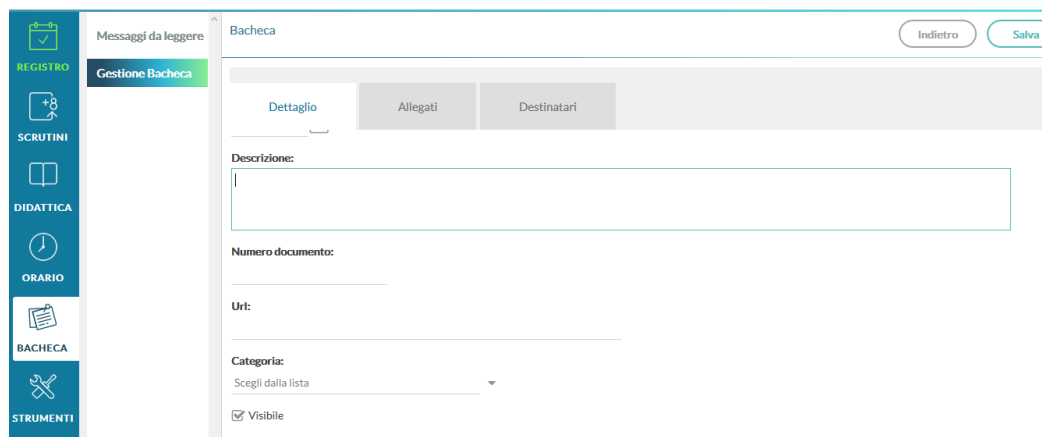 REGISTRO
SCRUTINI
DIDATTICA
ORARIO
BACHECA
STRUMENTI
Messaggi da leggere
Gestione Bacheca
Bacheca
Indietro
Salva
Dettaglio
Allegati
Destinatari
Descrizione:
Numero documento:
Url:
Categoria:
Scegli dalla lista
Visibile